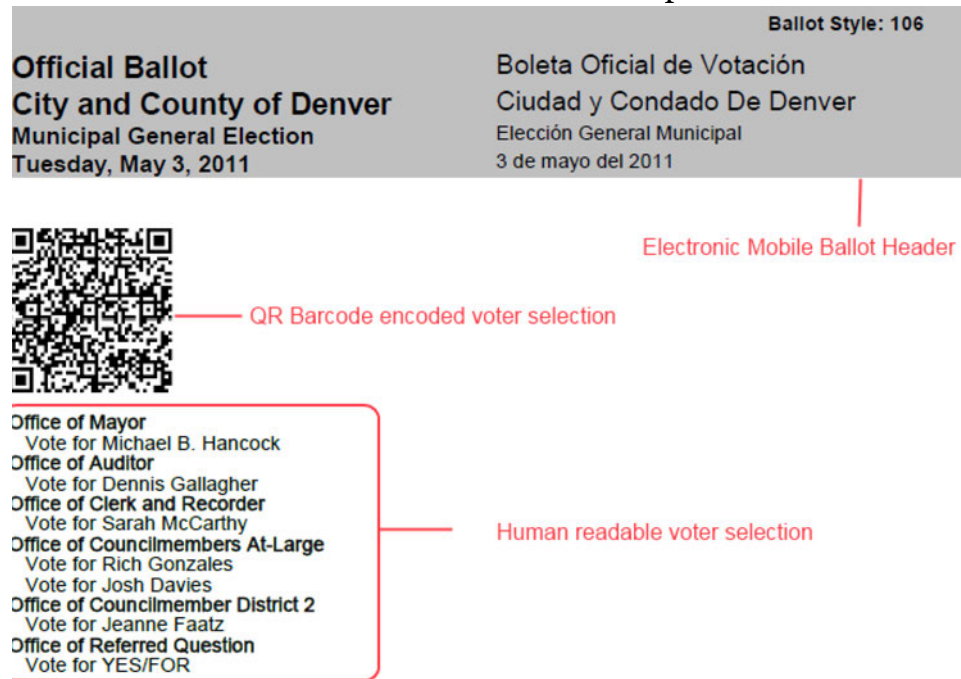 Ballot Style: 106
Official Ballot
City and County of Denver
Municipal General Election
Tuesday, May 3, 2011
Boleta Oficial de Votación
Ciudad y Condado De Denver
Elección General Municipal
3 de mayo del 2011
Electronic Mobile Ballot Header
QR Barcode encoded voter selection
Office of Mayor
Vote for Michael B. Hancock
Office of Auditor
Vote for Dennis Gallagher
Office of Clerk and Recorder
Vote for Sarah McCarthy
Office of Councilmembers At-Large
Vote for Rich Gonzales
Vote for Josh Davies
Office of Councilmember District 2
Vote for Jeanne Faatz
Office of Referred Question
Vote for YES/FOR
Human readable voter selection